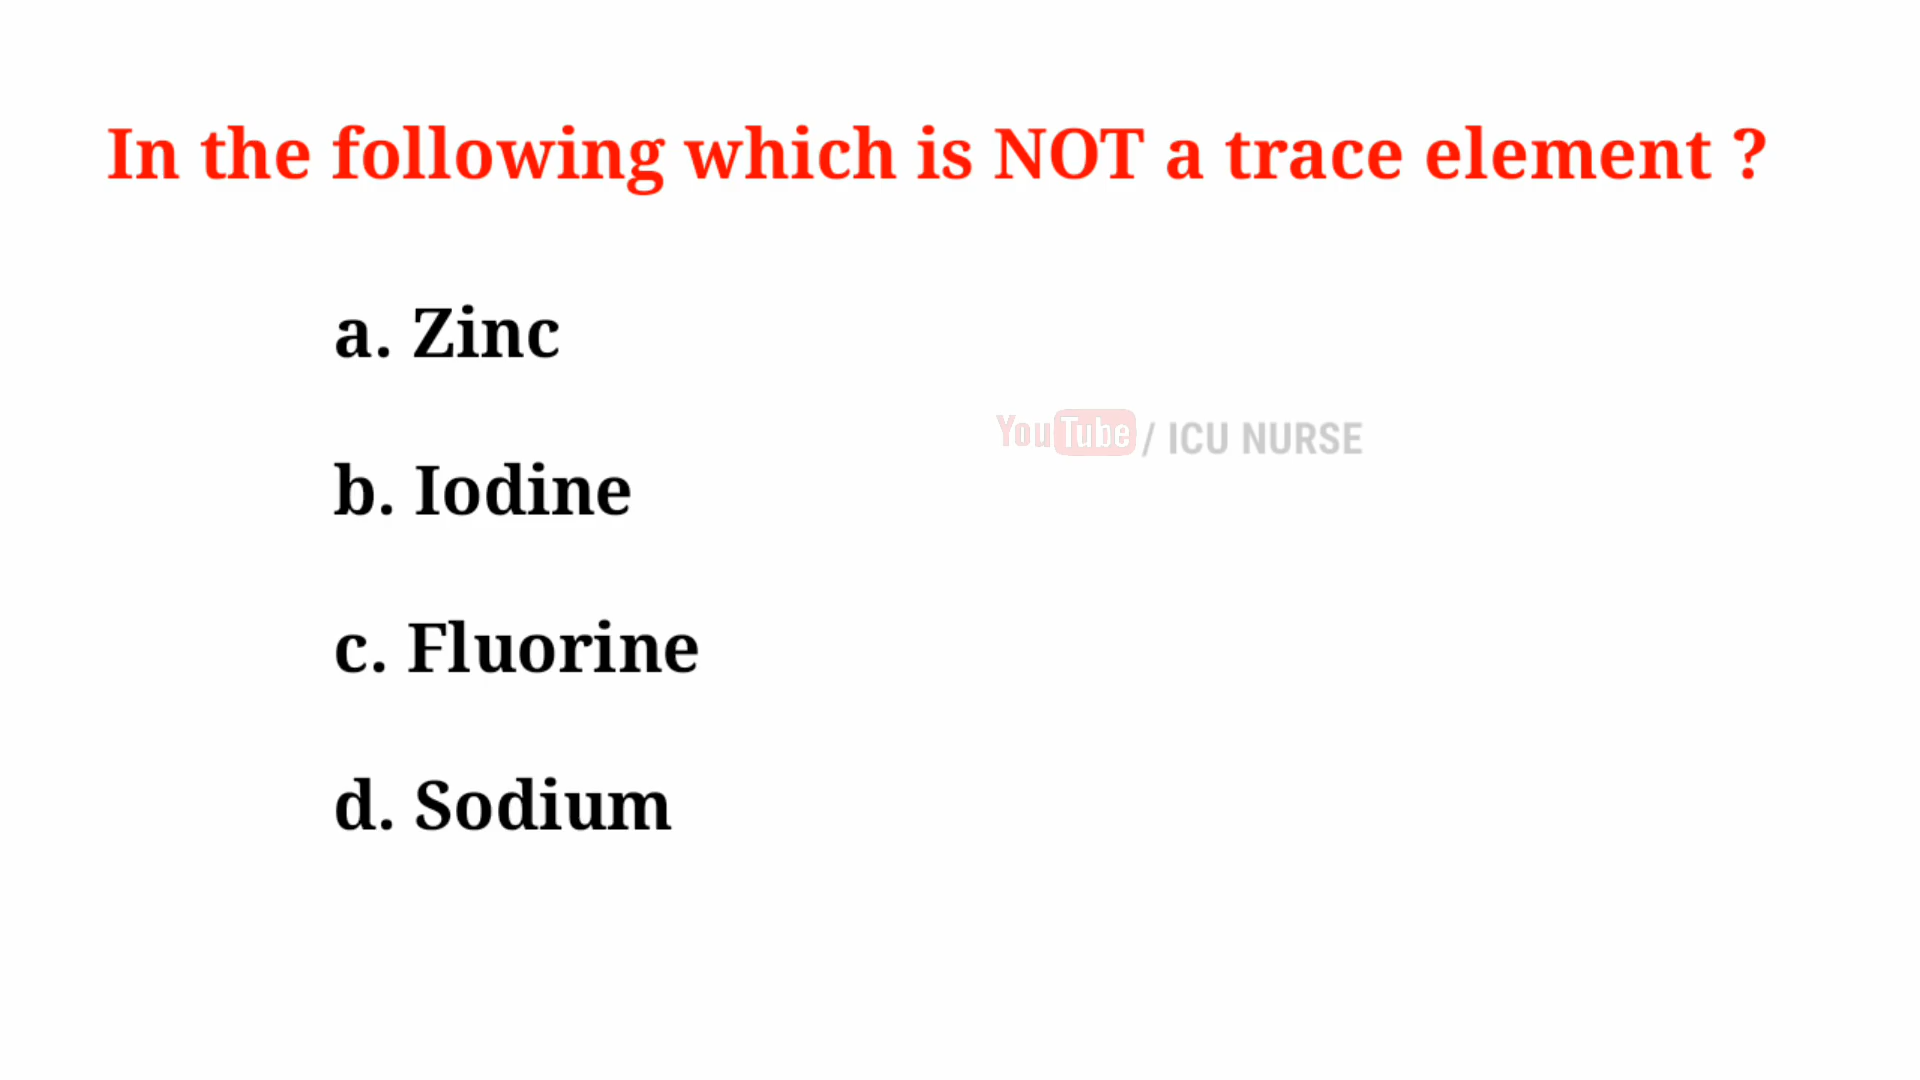 In the following which is NOT a trace element ?
a. Zinc
YouTube / ICU NURSE
b. Iodine
c. Fluorine
d. Sodium